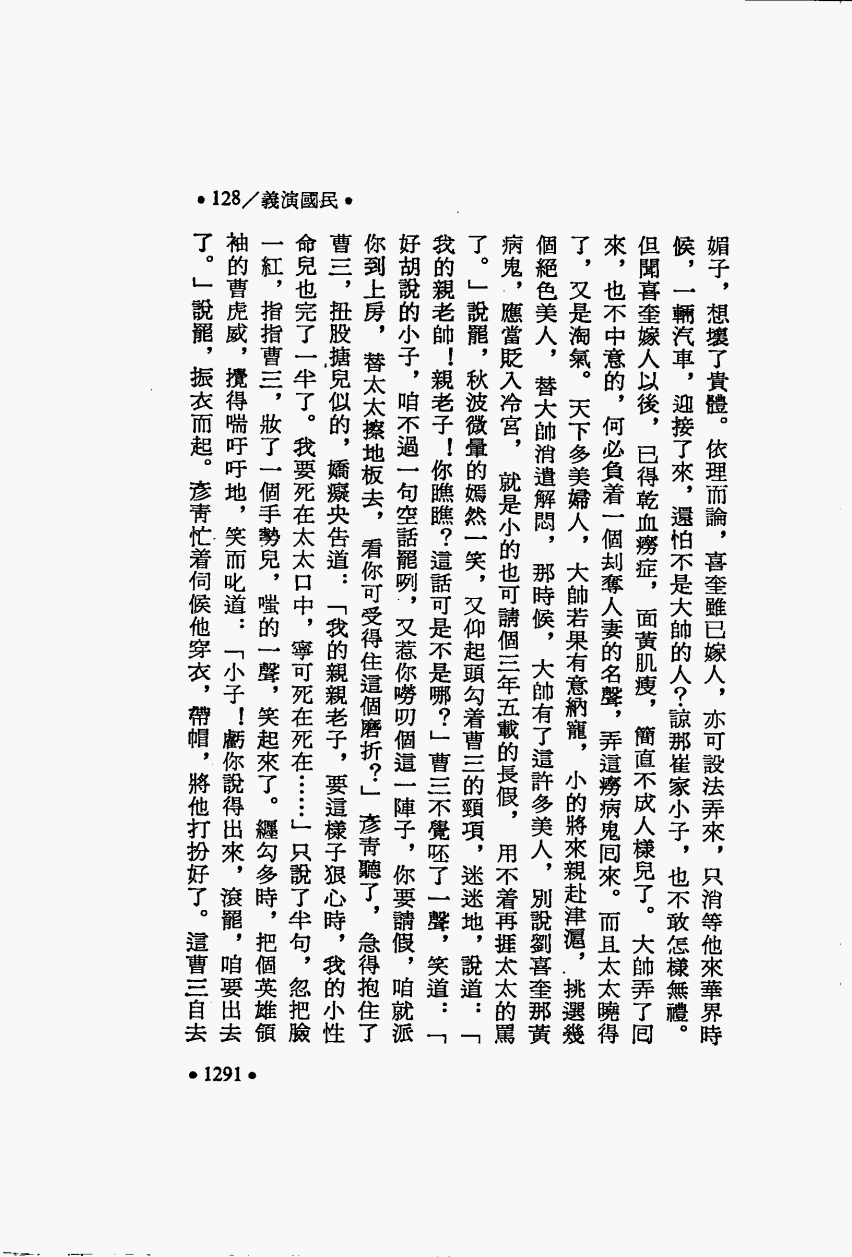 •128/義演國民•
媚子，想壞了貴體。依理而論，喜奎雖已嫁人，亦可設法弄來，只消等他來華界時
候，一輛汽車，迎接了來，還怕不是大帥的人？諒那崔家小子，也不敢怎樣無禮。
但聞喜奎嫁人以後，已得乾血癆症，面黃肌瘦，簡直不成人樣兒了。大帥弄了回
來，也不中意的，何必負着一個刦奪人妻的名聲，弄這癆病鬼回來。而且太太曉得
了，又是淘氣。天下多美婦人，大帥若果有意納寵，小的將來親赴津滬，挑選幾
個絕色美人，替大帥消遣解悶，那時候，大帥有了這許多美人，別說劉喜奎那黃
病鬼，應當貶入冷宮，就是小的也可請個三年五載的長假，用不着再捱太太的罵
了。」說罷，秋波微暈的嫣然一笑，又仰起頭勾着曹三的頸項，迷迷地，說道：「
我的親老帥！親老子！你瞧瞧？這話可是不是哪？」曹三不覺呸了一聲，笑道：「
好胡說的小子，咱不過一句空話罷咧，又惹你嘮叨個這一陣子，你要請假，咱就派
你到上房，替太太擦地板去，看你可受得住這個磨折？」彥靑聽了，急得抱住了
曹三，扭股搪兒似的，嬌癡央告道：「我的親親老子，要這樣子狠心時，我的小性
命兒也完了一半了。我要死在太太口中，寧可死在死在……」只說了半句，忽把臉
一紅，指指曹三，妝了一個手勢兒，嗤的一聲，笑起來了。纏勾多時，把個英雄領
袖的曹虎威，攪得喘吁吁地，笑而叱道：「小子！虧你說得出來，滾罷，咱要出去
了。」說罷，振衣而起。彥靑忙着伺候他穿衣，帶帽，將他打扮好了。這曹三自去
•1291•